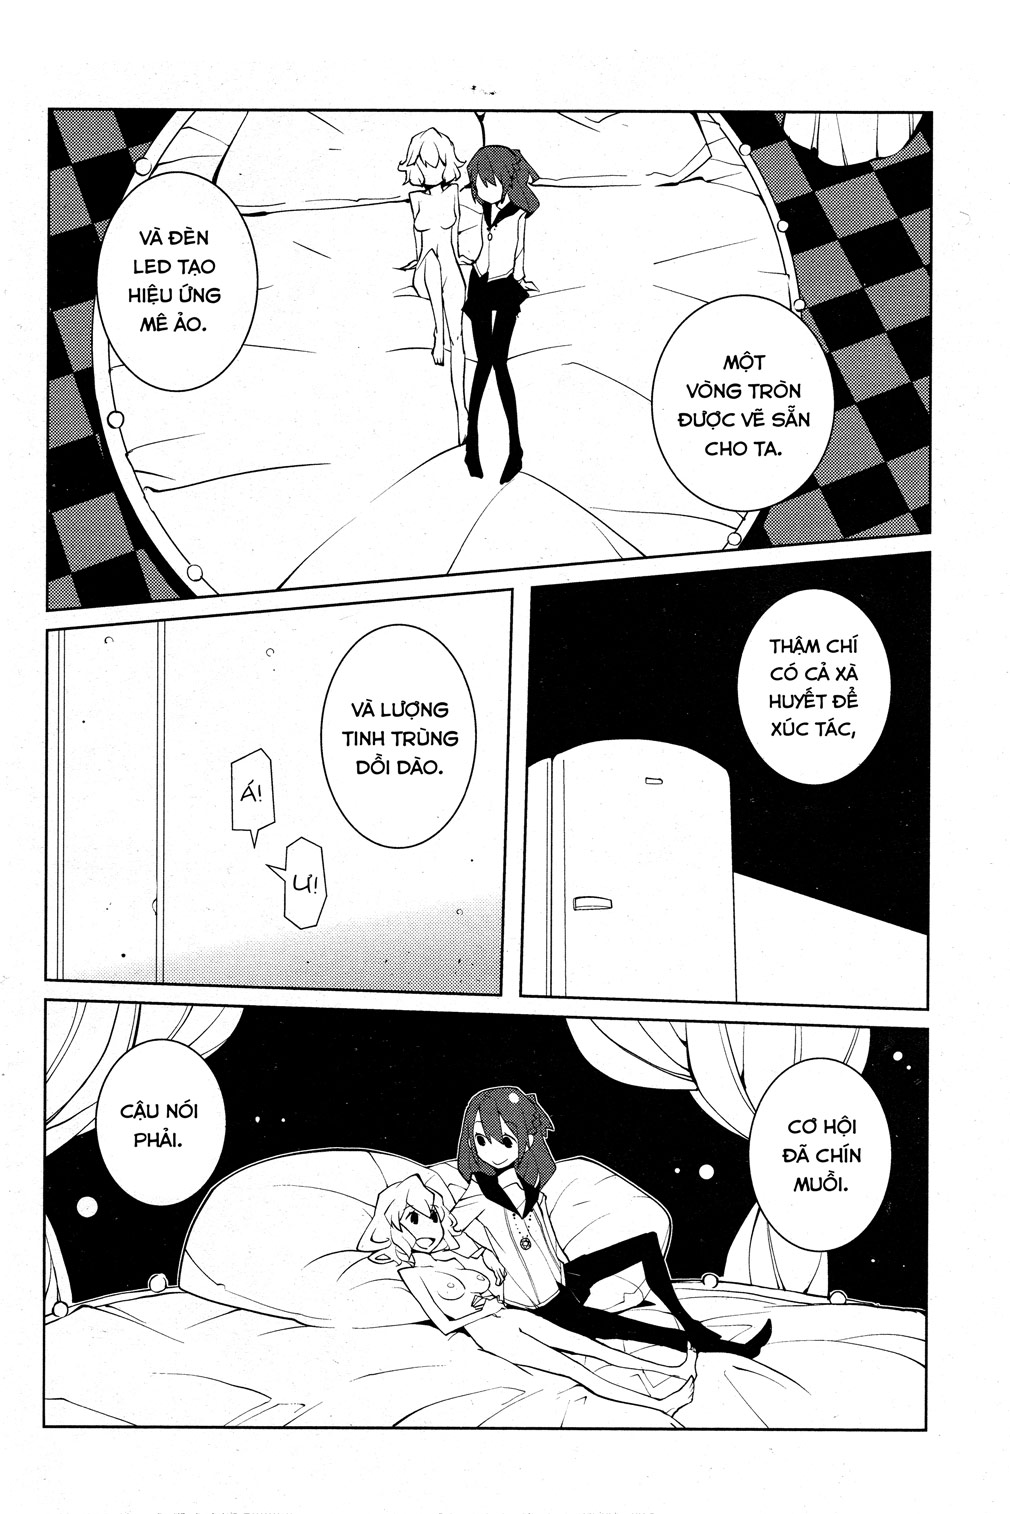 MỘT
VÒNG TRÒN
ĐƯỢC VẼ SẴN
CHO TA.
VÀ ĐÈN
LED TẠO
HIỆU ỨNG
MÊ ẢO.
THẬM CHÍ
CÓ CẢ XÀ
HUYẾT ĐỂ
XÚC TÁC,
VÀ LƯỢNG
TINH TRÙNG
DỒI DÀO.
Á!
Ư!
CƠ HỘI
ĐÃ CHÍN
MUỒI.
CẬU NÓI
PHẢI.